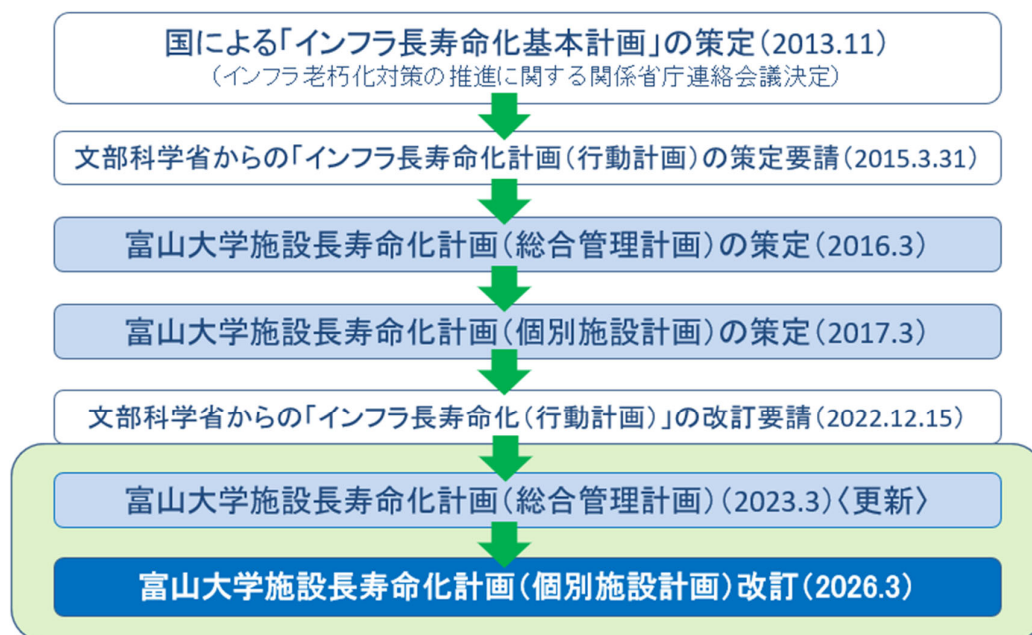 国による「インフラ長寿命化基本計画」の策定(2013.11)
(インフラ老朽化対策の推進に関する関係省庁連絡会議決定)
文部科学省からの「インフラ長寿命化計画(行動計画)の策定要請(2015.3.31)
富山大学施設長寿命化計画(総合管理計画)の策定(2016.3)
富山大学施設長寿命化計画(個別施設計画)の策定(2017.3)
文部科学省からの「インフラ長寿命化(行動計画)」の改訂要請(2022.12.15)
富山大学施設長寿命化計画(総合管理計画)(2023.3)〈更新〉
富山大学施設長寿命化計画(個別施設計画)改訂(2026.3)